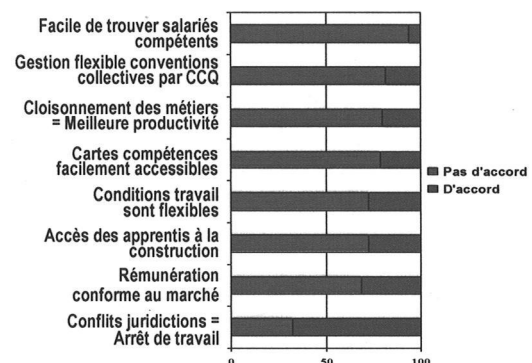 Facile de trouver salariés
compétents
Gestion flexible conventions
collectives par CCQ
Cloisonnement des métiers
= Meilleure productivité
Cartes compétences
facilement accessibles
Conditions travail
sont flexibles
Accès des apprentis à la
construction
Rémunération
conforme au marché
Conflits juridictions =
Arrêt de travail
Pas d'accord
D'accord
0 50 100